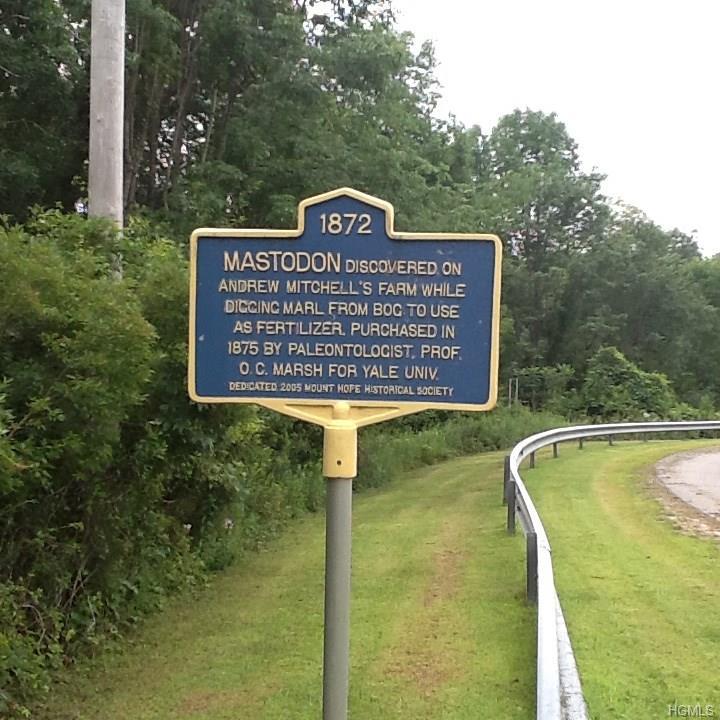 1872
MASTODON DISCOVERED ON
ANDREW MITCHELL'S FARM WHILE
DIGGING MARL FROM BOG TO USE
AS FERTILIZER. PURCHASED IN
1875 BY PALEONTOLOGIST, PROF.
O.C. MARSH FOR YALE UNIV.
DEDICATED 2005 MOUNT HOPE HISTORICAL SOCIETY
HGMLS